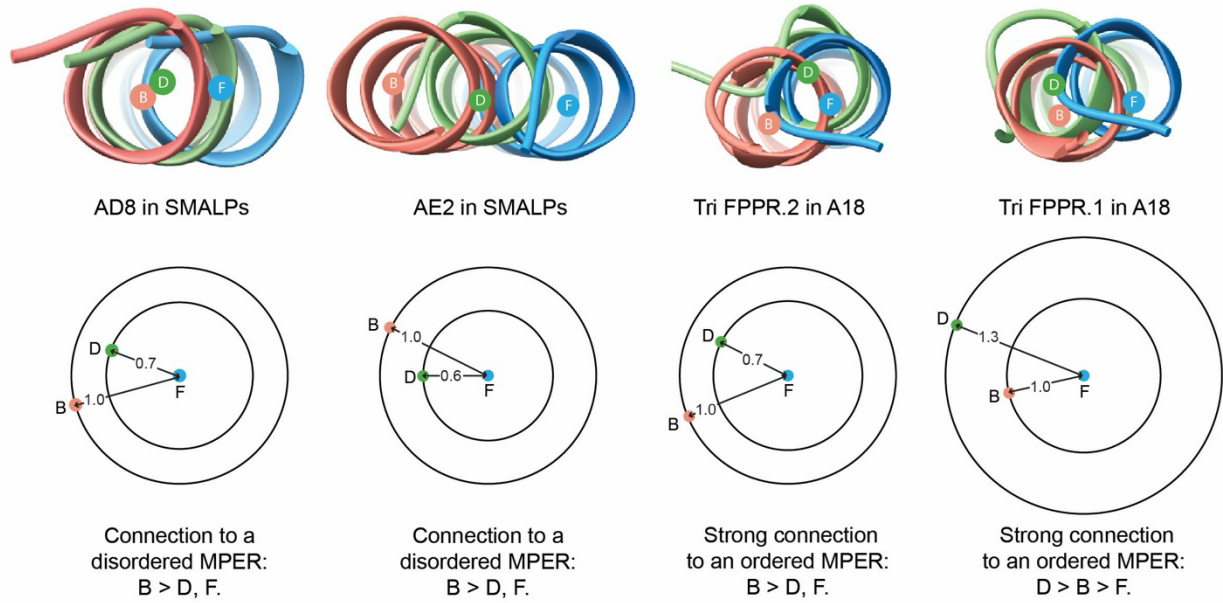 B D F
B D F
D F B
D F B
AD8 in SMALPs
AE2 in SMALPs
Tri FPPR.2 in A18
Tri FPPR.1 in A18
D 0.7 F B 1.0
B 1.0 D 0.6 F
D 0.7 F B 1.0
D 1.3 B 1.0 F
Connection to a
disordered MPER:
B > D, F.
Connection to a
disordered MPER:
B > D, F.
Strong connection
to an ordered MPER:
B > D, F.
Strong connection
to an ordered MPER:
D > B > F.